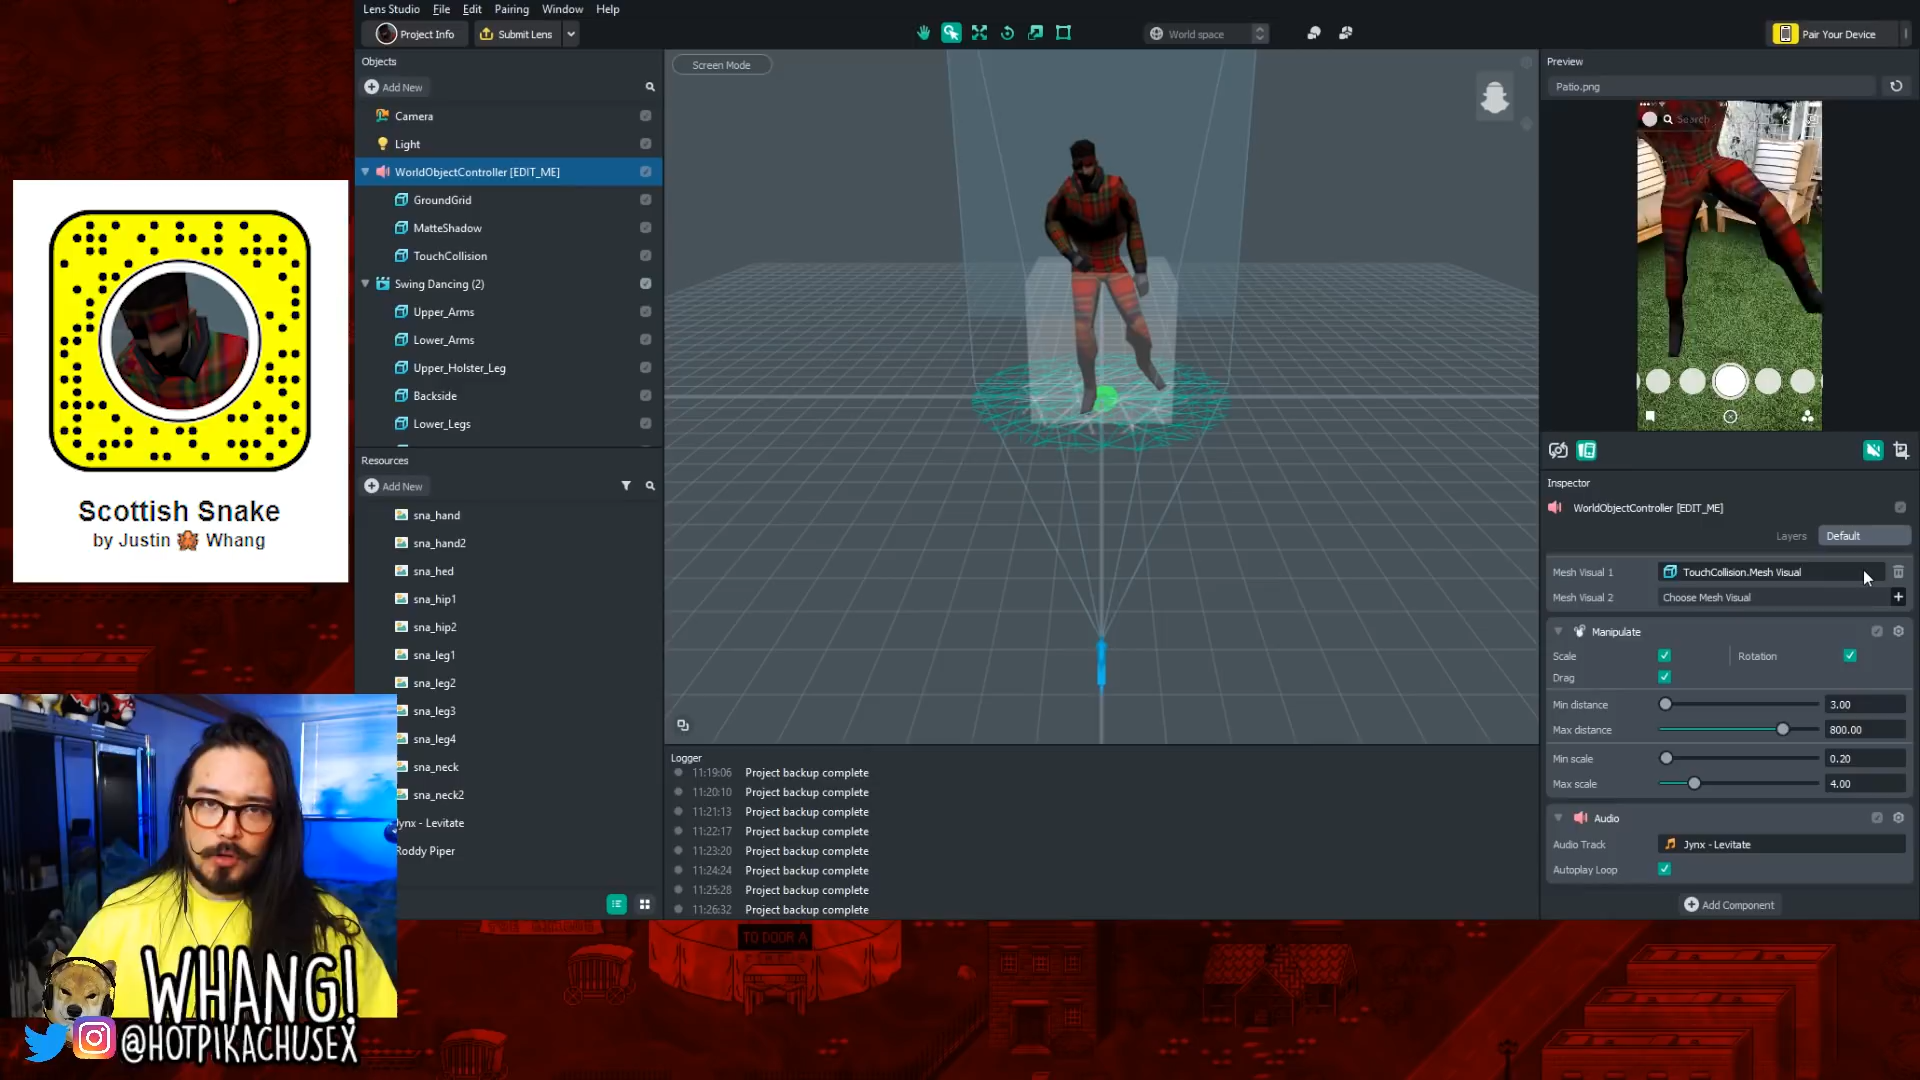 Lens Studio File Edit Pairing Window Help
Project Info
Submit Lens
World space
Pair Your Device
Objects
Add New
Camera
Light
WorldObjectController [EDIT_ME]
GroundGrid
MatteShadow
TouchCollision
Swing Dancing (2)
Upper_Arms
Lower_Arms
Upper_Holster_Leg
Backside
Lower_Legs
Resources
Add New
sna_hand
sna_hand2
sna_hed
sna_hip1
sna_hip2
sna_leg1
sna_leg2
sna_leg3
sna_leg4
sna_neck
sna_neck2
Jynx - Levitate
Roddy Piper
Screen Mode
Logger
11:19:06 Project backup complete
11:20:10 Project backup complete
11:21:13 Project backup complete
11:22:17 Project backup complete
11:23:20 Project backup complete
11:24:24 Project backup complete
11:25:28 Project backup complete
11:26:32 Project backup complete
Preview
Patio.png
Search
Inspector
WorldObjectController [EDIT_ME]
Layers Default
Mesh Visual 1 TouchCollision.Mesh Visual
Mesh Visual 2 Choose Mesh Visual
Manipulate
Scale Rotation
Drag
Min distance 3.00
Max distance 800.00
Min scale 0.20
Max scale 4.00
Audio
Audio Track Jynx - Levitate
Autoplay Loop
Add Component
Scottish Snake
by Justin Whang
WHANG!
@HOTPIKACHUSEX
TO DOOR A